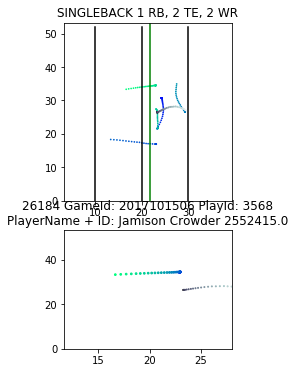 SINGLEBACK 1 RB, 2 TE, 2 WR
50
40
30
20
10
0
10 20 30
26184 GameId: 2017101506 PlayId: 3568
PlayerName + ID: Jamison Crowder 2552415.0
40
20
0
15 20 25